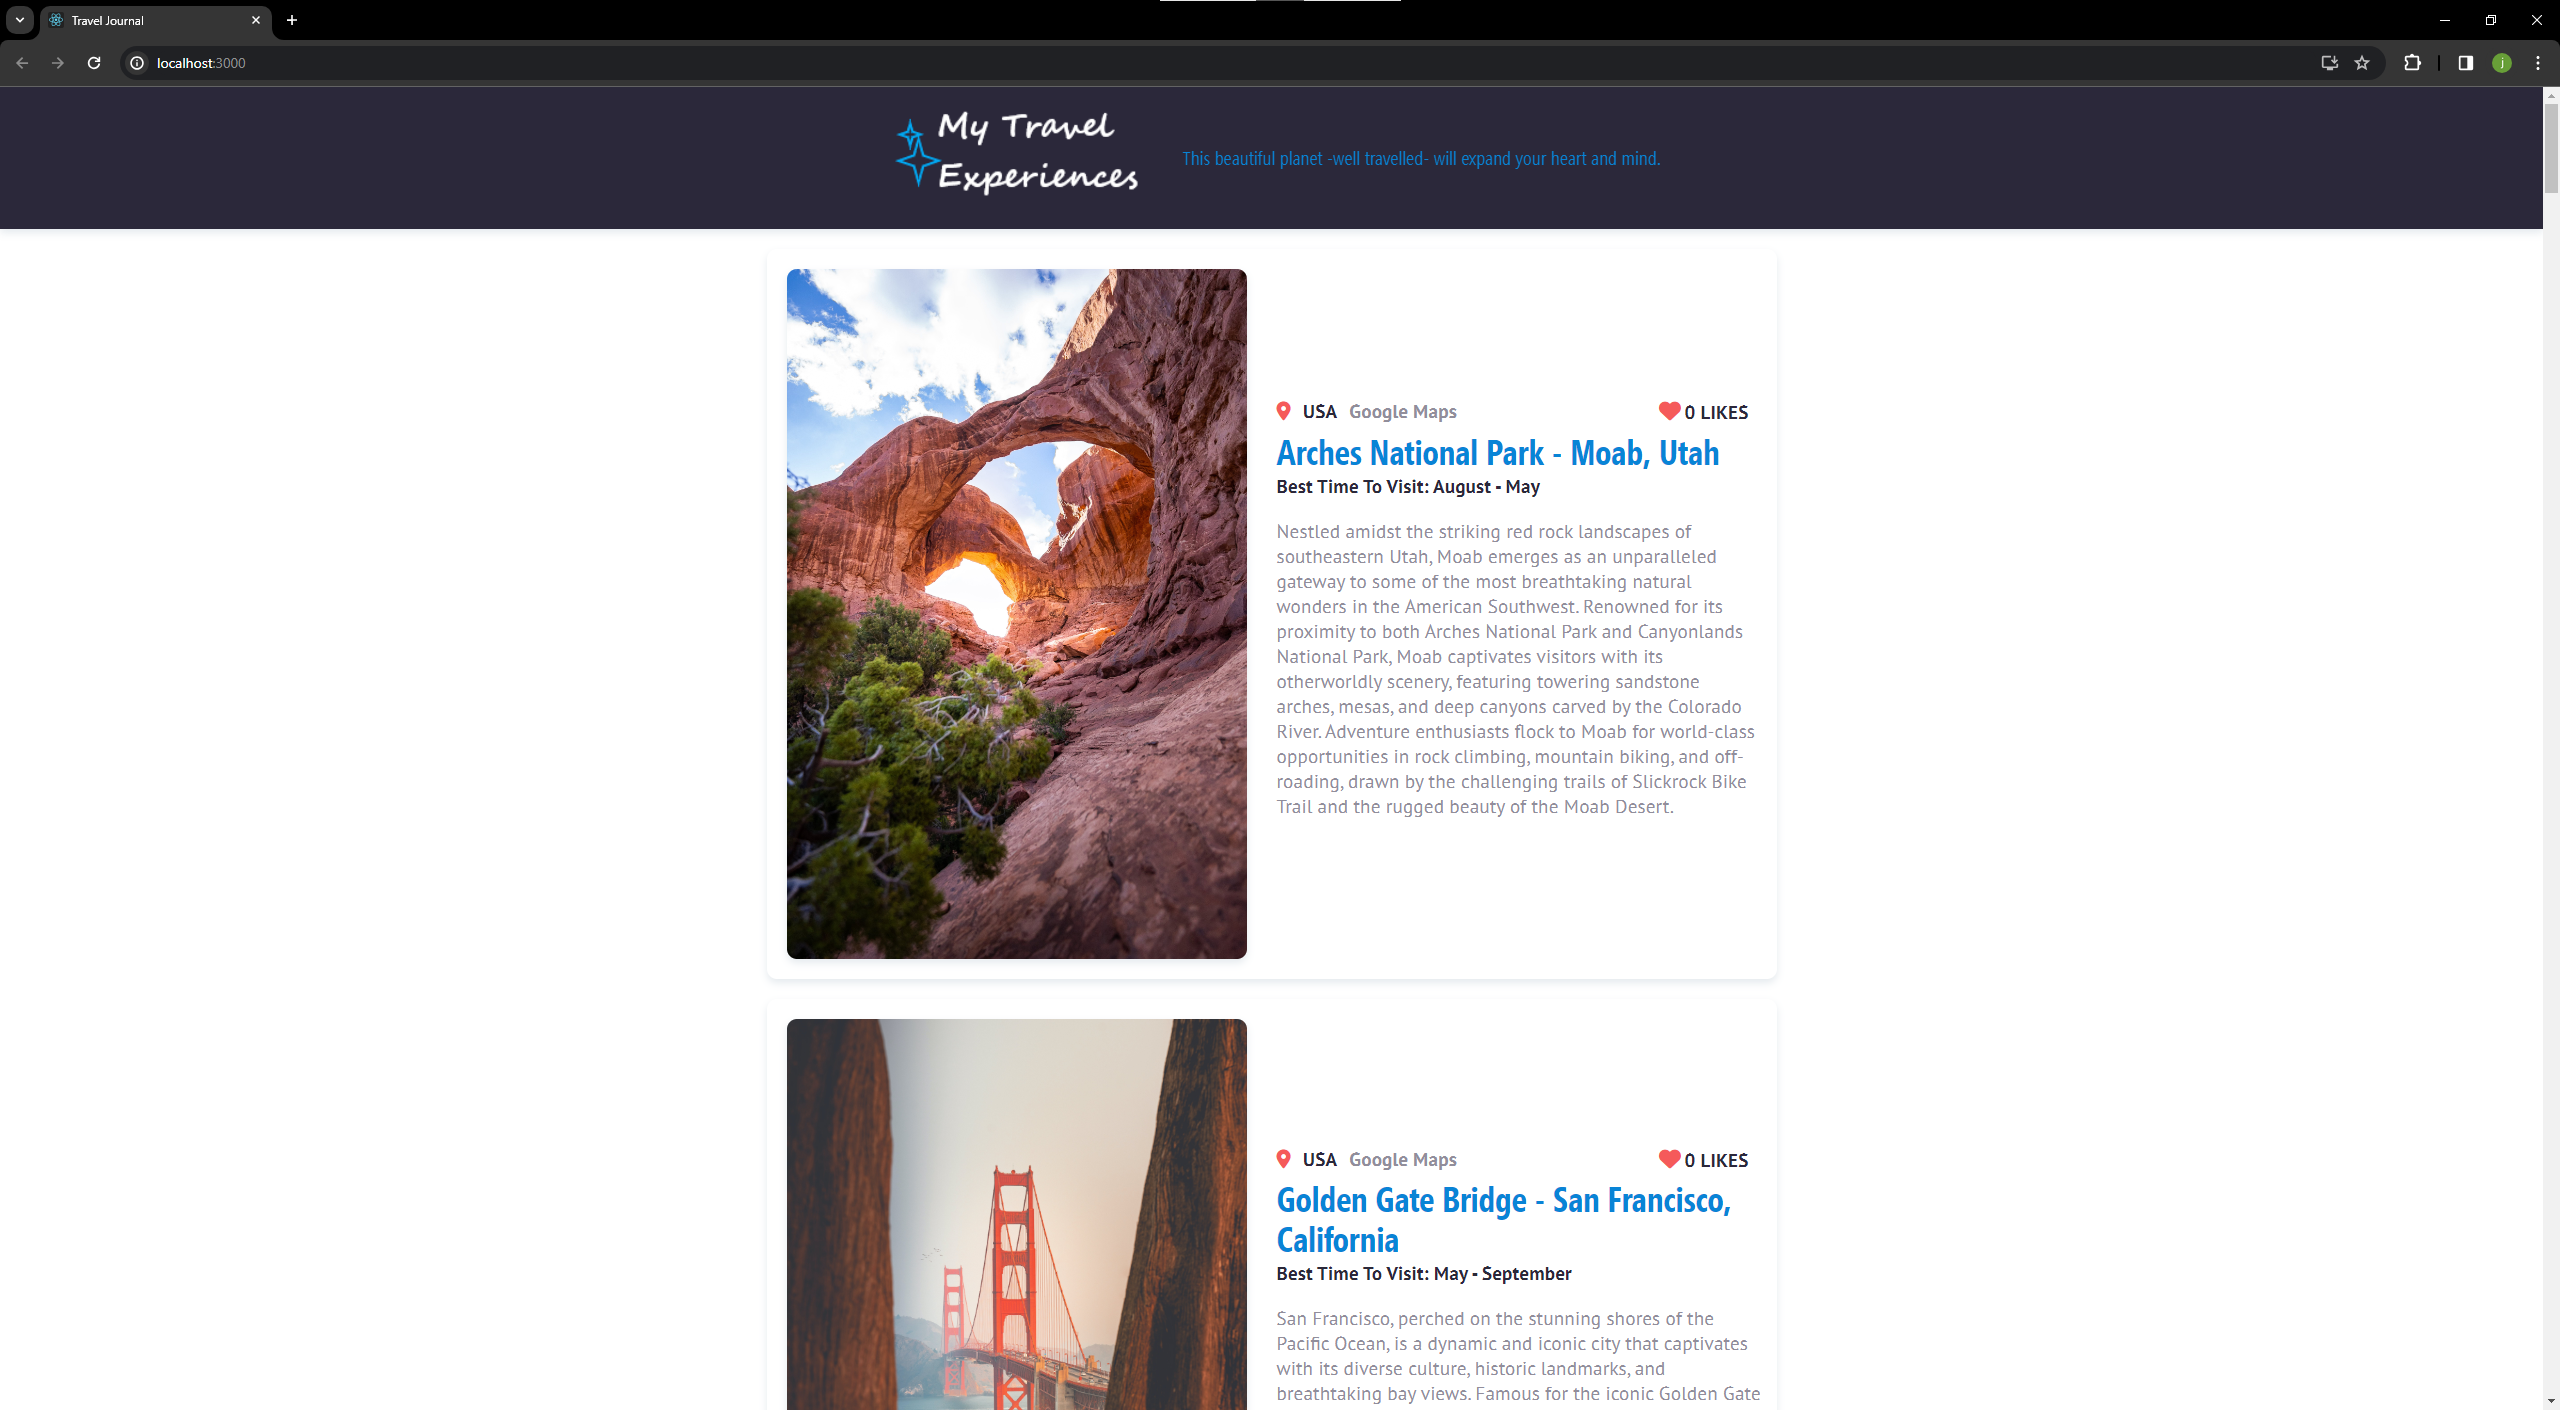 Travel Journal
localhost:3000
j
My Travel
Experiences
This beautiful planet -well travelled- will expand your heart and mind.
USA Google Maps 0 LIKES
Arches National Park - Moab, Utah
Best Time To Visit: August - May
Nestled amidst the striking red rock landscapes of
southeastern Utah, Moab emerges as an unparalleled
gateway to some of the most breathtaking natural
wonders in the American Southwest. Renowned for its
proximity to both Arches National Park and Canyonlands
National Park, Moab captivates visitors with its
otherworldly scenery, featuring towering sandstone
arches, mesas, and deep canyons carved by the Colorado
River. Adventure enthusiasts flock to Moab for world-class
opportunities in rock climbing, mountain biking, and off-
roading, drawn by the challenging trails of Slickrock Bike
Trail and the rugged beauty of the Moab Desert.
USA Google Maps 0 LIKES
Golden Gate Bridge - San Francisco,
California
Best Time To Visit: May - September
San Francisco, perched on the stunning shores of the
Pacific Ocean, is a dynamic and iconic city that captivates
with its diverse culture, historic landmarks, and
breathtaking bay views. Famous for the iconic Golden Gate